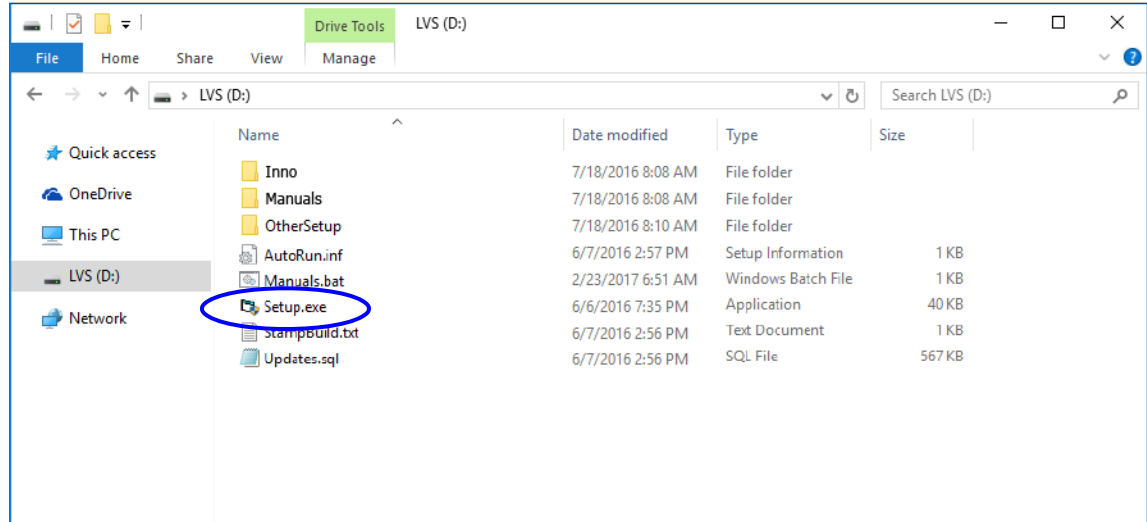 Drive Tools LVS (D:)
File Home Share View Manage
LVS (D:) Search LVS (D:)
Name Date modified Type Size
Quick access
OneDrive
This PC
LVS (D:)
Network
Inno 7/18/2016 8:08 AM File folder
Manuals 7/18/2016 8:08 AM File folder
OtherSetup 7/18/2016 8:10 AM File folder
AutoRun.inf 6/7/2016 2:57 PM Setup Information 1 KB
Manuals.bat 2/23/2017 6:51 AM Windows Batch File 1 KB
Setup.exe 6/6/2016 7:35 PM Application 40 KB
StampBuild.txt 6/7/2016 2:56 PM Text Document 1 KB
Updates.sql 6/7/2016 2:56 PM SQL File 567 KB